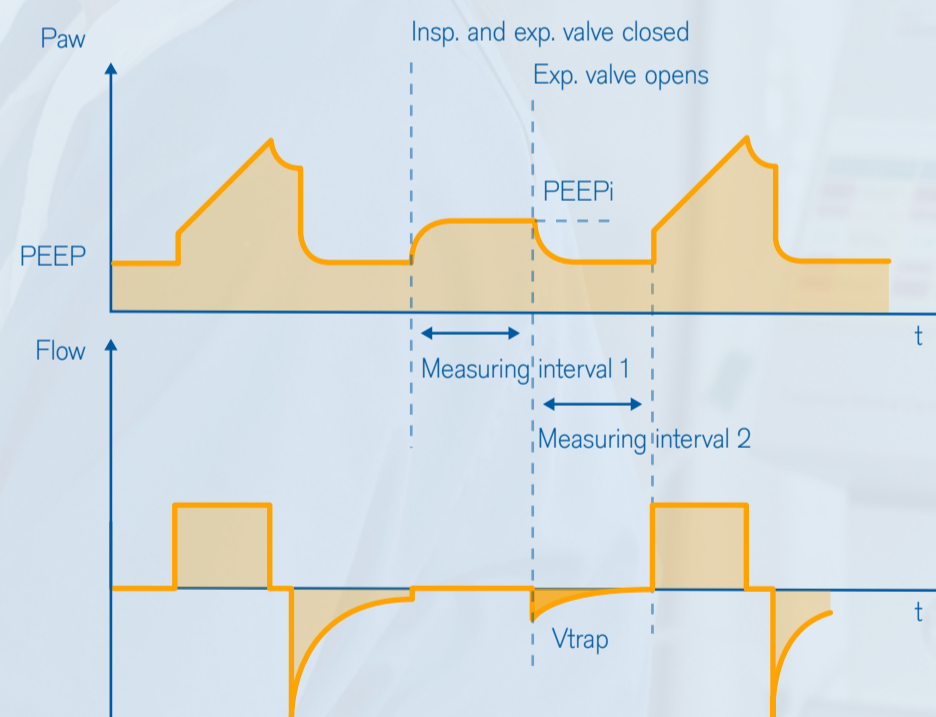 Paw
Insp. and exp. valve closed
Exp. valve opens
PEEPi
PEEP
t
Flow
Measuring interval 1
Measuring interval 2
t
Vtrap